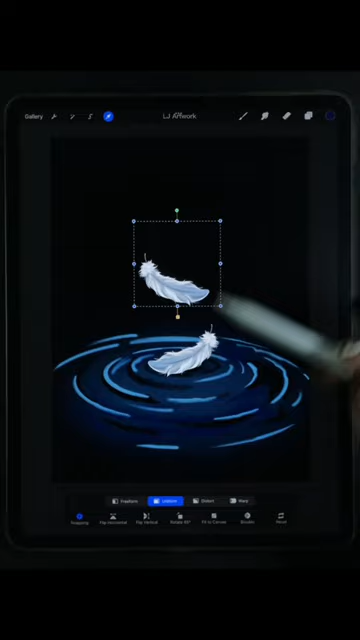 Gallery
LJ Artwork
Freeform
Uniform
Distort
Warp
Snapping
Flip Horizontal
Flip Vertical
Rotate 45°
Fit to Canvas
Bicubic
Reset